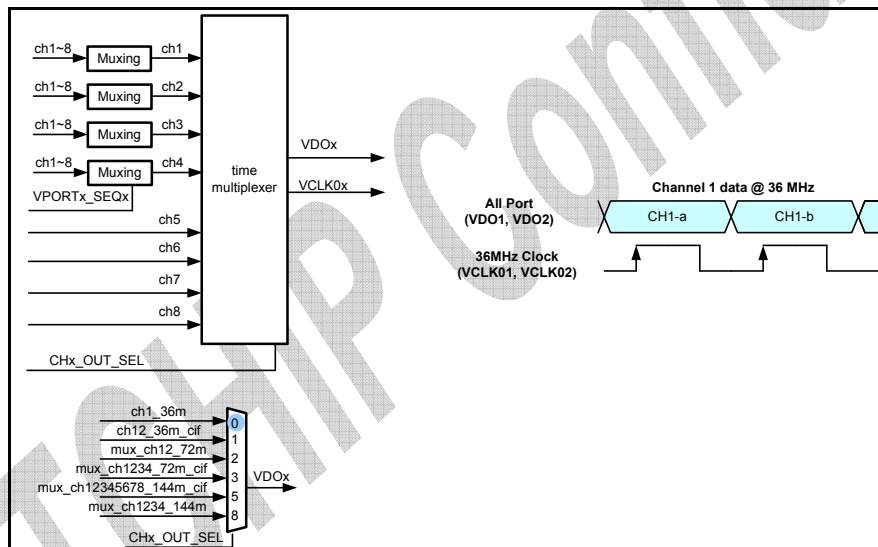 ch1~8
Muxing
ch1
ch1~8
Muxing
ch2
ch1~8
Muxing
ch3
ch1~8
Muxing
ch4
VPORTx_SEQx
time
multiplexer
VDOx
VCLK0x
ch5
ch6
ch7
ch8
CHx_OUT_SEL
Channel 1 data @ 36 MHz
All Port
(VDO1, VDO2)
CH1-a
CH1-b
36MHz Clock
(VCLK01, VCLK02)
ch1_36m
0
ch12_36m_cif
1
mux_ch12_72m
2
mux_ch1234_72m_cif
3
mux_ch12345678_144m_cif
5
mux_ch1234_144m
8
VDOx
CHx_OUT_SEL